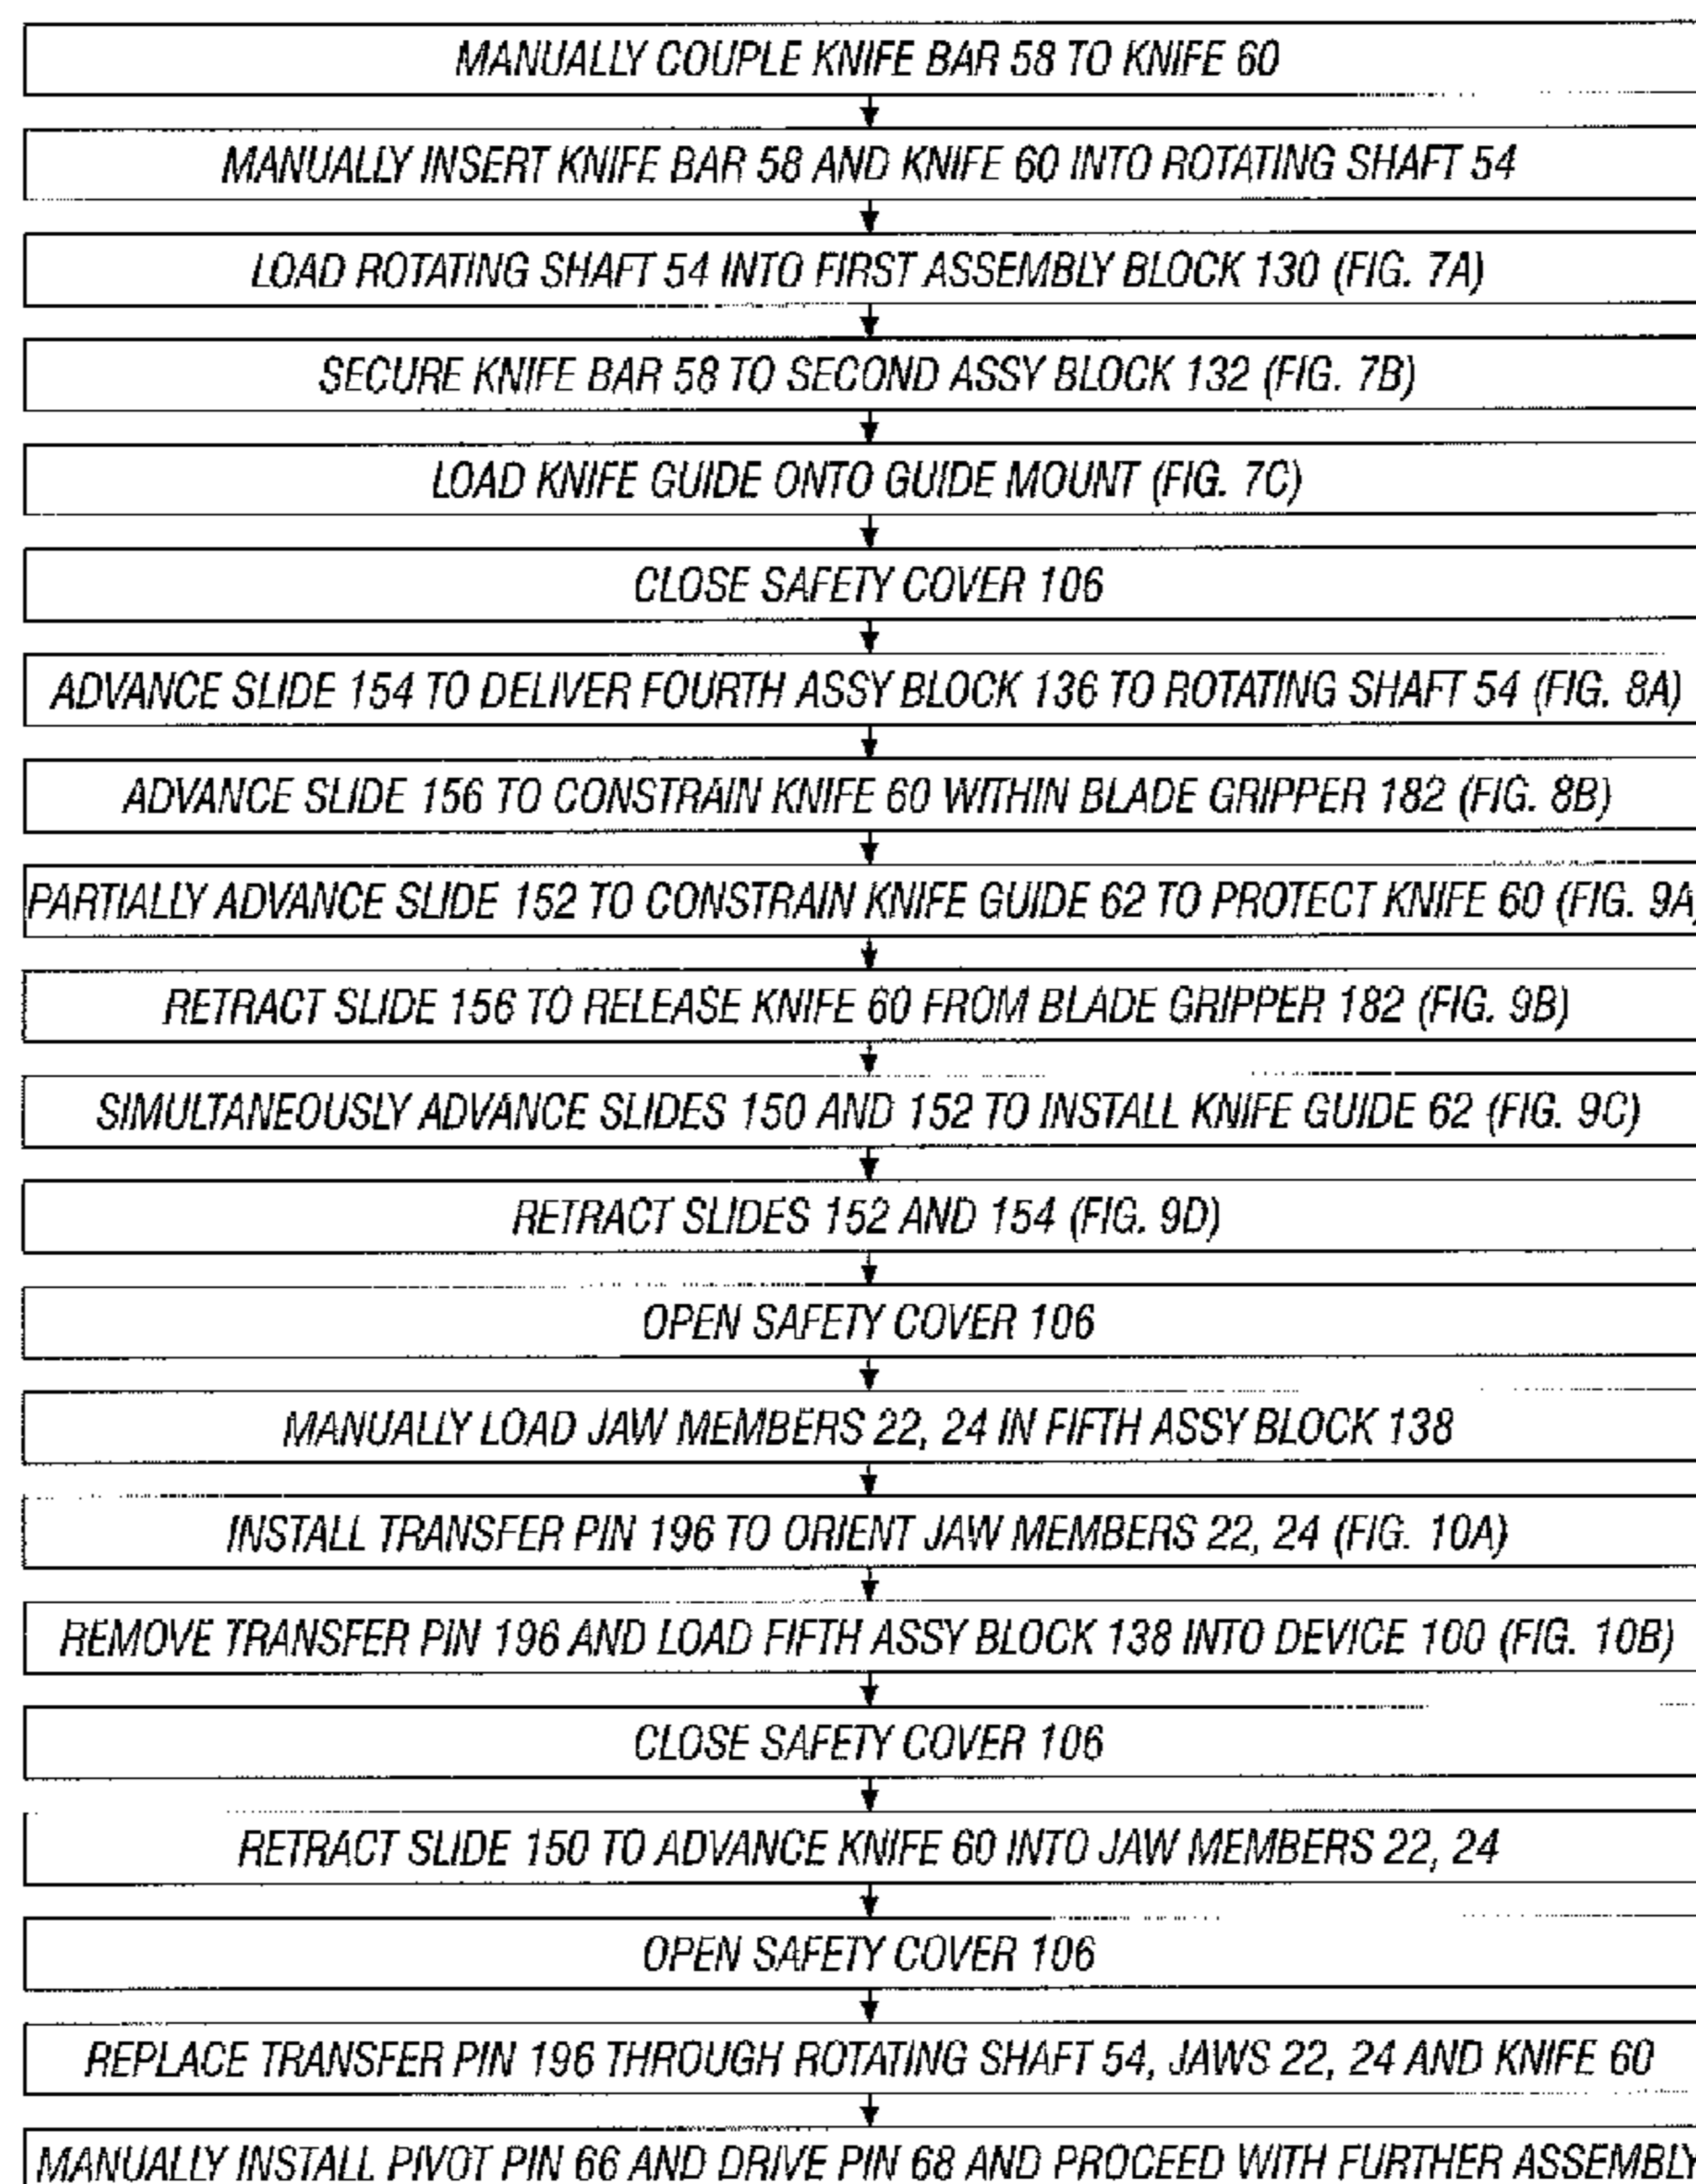 MANUALLY COUPLE KNIFE BAR 58 TO KNIFE 60
MANUALLY INSERT KNIFE BAR 58 AND KNIFE 60 INTO ROTATING SHAFT 54
LOAD ROTATING SHAFT 54 INTO FIRST ASSEMBLY BLOCK 130 (FIG. 7A)
SECURE KNIFE BAR 58 TO SECOND ASSY BLOCK 132 (FIG. 7B)
LOAD KNIFE GUIDE ONTO GUIDE MOUNT (FIG. 7C)
CLOSE SAFETY COVER 106
ADVANCE SLIDE 154 TO DELIVER FOURTH ASSY BLOCK 136 TO ROTATING SHAFT 54 (FIG. 8A)
ADVANCE SLIDE 156 TO CONSTRAIN KNIFE 60 WITHIN BLADE GRIPPER 182 (FIG. 8B)
PARTIALLY ADVANCE SLIDE 152 TO CONSTRAIN KNIFE GUIDE 62 TO PROTECT KNIFE 60 (FIG. 9A)
RETRACT SLIDE 156 TO RELEASE KNIFE 60 FROM BLADE GRIPPER 182 (FIG. 9B)
SIMULTANEOUSLY ADVANCE SLIDES 150 AND 152 TO INSTALL KNIFE GUIDE 62 (FIG. 9C)
RETRACT SLIDES 152 AND 154 (FIG. 9D)
OPEN SAFETY COVER 106
MANUALLY LOAD JAW MEMBERS 22, 24 IN FIFTH ASSY BLOCK 138
INSTALL TRANSFER PIN 196 TO ORIENT JAW MEMBERS 22, 24 (FIG. 10A)
REMOVE TRANSFER PIN 196 AND LOAD FIFTH ASSY BLOCK 138 INTO DEVICE 100 (FIG. 10B)
CLOSE SAFETY COVER 106
RETRACT SLIDE 150 TO ADVANCE KNIFE 60 INTO JAW MEMBERS 22, 24
OPEN SAFETY COVER 106
REPLACE TRANSFER PIN 196 THROUGH ROTATING SHAFT 54, JAWS 22, 24 AND KNIFE 60
MANUALLY INSTALL PIVOT PIN 66 AND DRIVE PIN 68 AND PROCEED WITH FURTHER ASSEMBLY